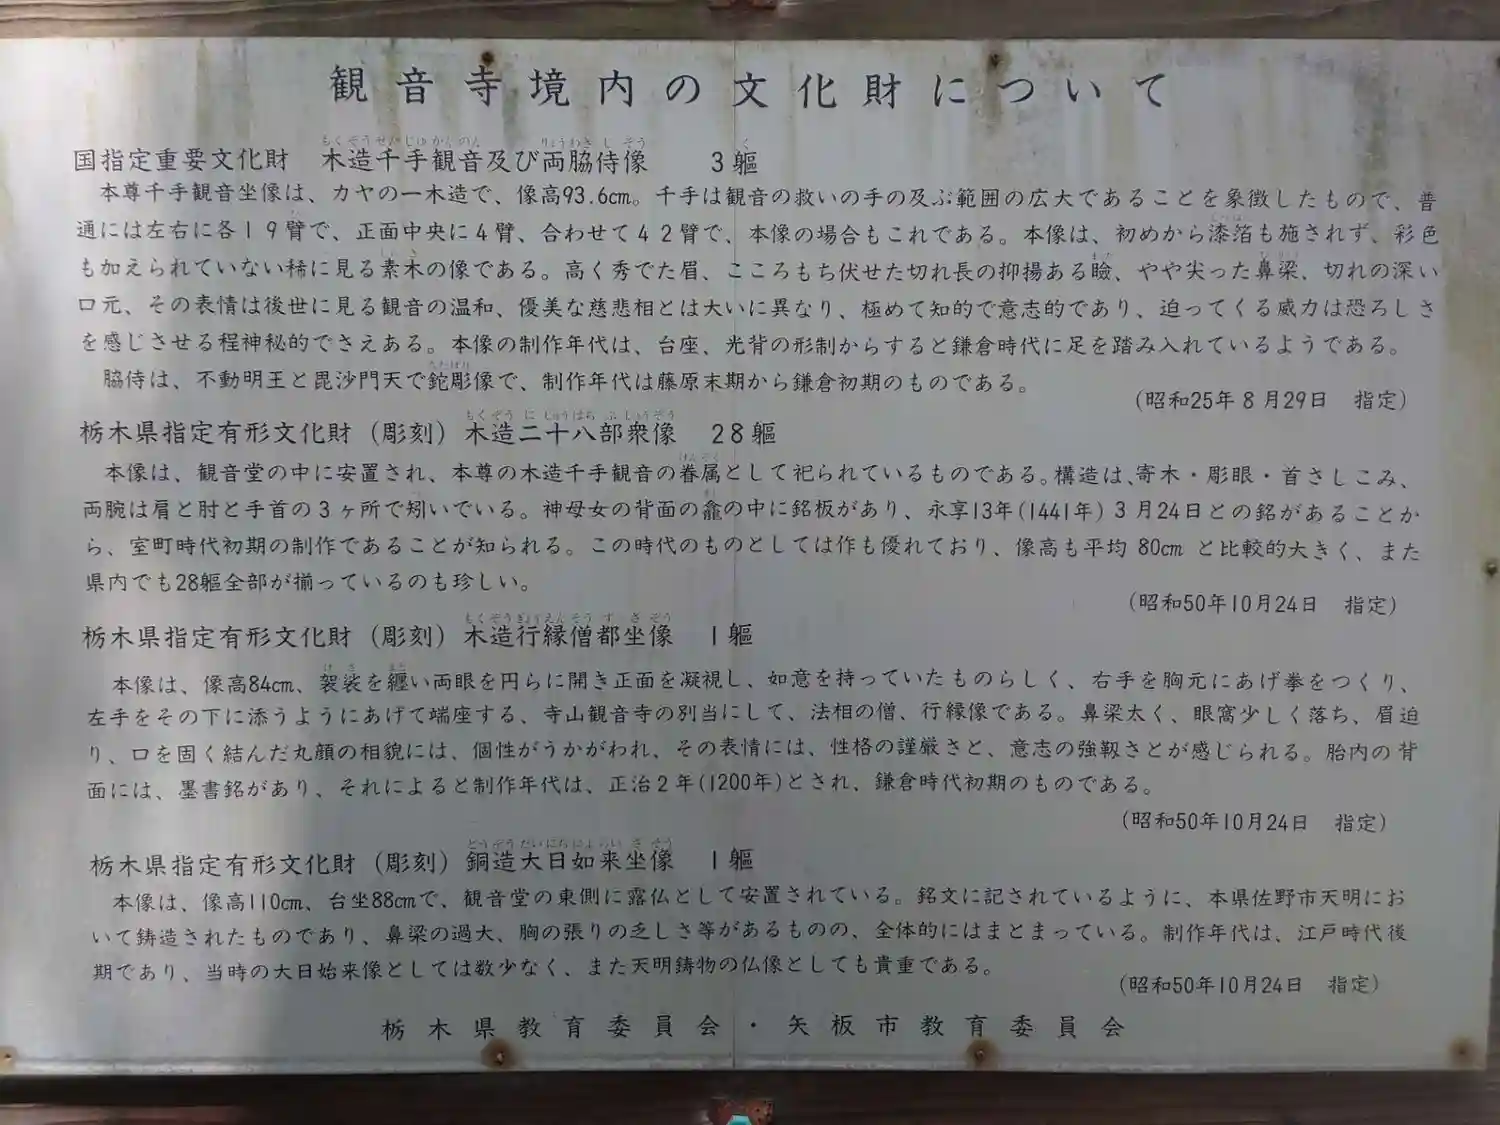 観音寺境内の文化財について
国指定重要文化財　木造千手観音及び両脇侍像　　3軀
本尊千手観音坐像は、カヤの一木造で、像高93.6cm。千手は観音の救いの手の及ぶ範囲の広大であることを象徴したもので、普
通には左右に各19臂で、正面中央に4臂、合わせて42臂で、本像の場合もこれである。本像は、初めから漆箔も施されず、彩色
も加えられていない稀に見る素木の像である。高く秀でた眉、こころもち伏せた切れ長の抑揚ある瞼、やや尖った鼻梁、切れの深い
口元、その表情は後世に見る観音の温和、優美な慈悲相とは大いに異なり、極めて知的で意志的であり、迫ってくる威力は恐ろしさ
を感じさせる程神秘的でさえある。本像の制作年代は、台座、光背の形制からすると鎌倉時代に足を踏み入れているようである。
脇侍は、不動明王と毘沙門天で鉈彫像で、制作年代は藤原末期から鎌倉初期のものである。
(昭和25年8月29日　指定)
栃木県指定有形文化財（彫刻）木造二十八部衆像　28軀
本像は、観音堂の中に安置され、本尊の木造千手観音の眷属として祀られているものである。構造は、寄木・彫眼・首さしこみ、
両腕は肩と肘と手首の3ヶ所で矧いでいる。神母女の背面の龕の中に銘板があり、永享13年(1441年)3月24日との銘があることか
ら、室町時代初期の制作であることが知られる。この時代のものとしては作も優れており、像高も平均80cmと比較的大きく、また
県内でも28軀全部が揃っているのも珍しい。
(昭和50年10月24日　指定)
栃木県指定有形文化財（彫刻）木造行縁僧都坐像　1軀
本像は、像高84cm、袈裟を纏い両眼を円らに開き正面を凝視し、如意を持っていたものらしく、右手を胸元にあげ拳をつくり、
左手をその下に添うようにあげて端座する、寺山観音寺の別当にして、法相の僧、行縁像である。鼻梁太く、眼窩少しく落ち、眉迫
り、口を固く結んだ丸顔の相貌には、個性がうかがわれ、その表情には、性格の謹厳さと、意志の強靱さとが感じられる。胎内の背
面には、墨書銘があり、それによると制作年代は、正治2年(1200年)とされ、鎌倉時代初期のものである。
(昭和50年10月24日　指定)
栃木県指定有形文化財（彫刻）銅造大日如来坐像　1軀
本像は、像高110cm、台坐88cmで、観音堂の東側に露仏として安置されている。銘文に記されているように、本県佐野市天明にお
いて鋳造されたものであり、鼻梁の過大、胸の張りの乏しさ等があるものの、全体的にはまとまっている。制作年代は、江戸時代後
期であり、当時の大日如来像としては数少なく、また天明鋳物の仏像としても貴重である。
(昭和50年10月24日　指定)
栃木県教育委員会・矢板市教育委員会